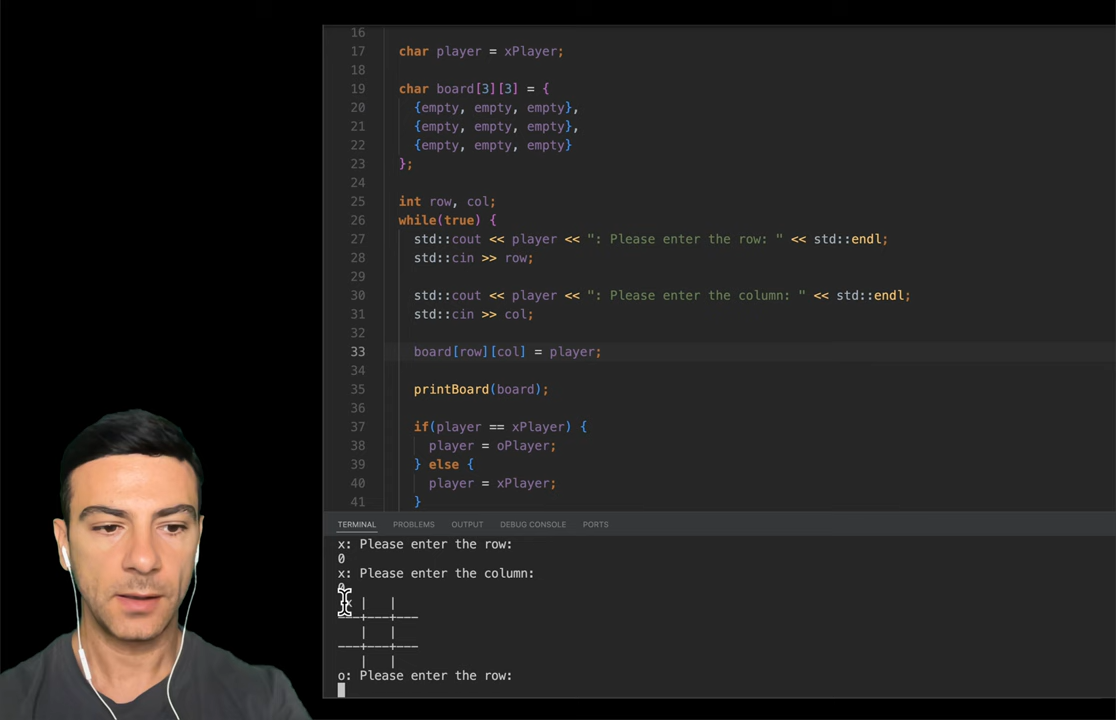 16
17 char player = xPlayer;
18
19 char board[3][3] = {
20 {empty, empty, empty},
21 {empty, empty, empty},
22 {empty, empty, empty}
23 };
24
25 int row, col;
26 while(true) {
27 std::cout << player << ": Please enter the row: " << std::endl;
28 std::cin >> row;
29
30 std::cout << player << ": Please enter the column: " << std::endl;
31 std::cin >> col;
32
33 board[row][col] = player;
34
35 printBoard(board);
36
37 if(player == xPlayer) {
38 player = oPlayer;
39 } else {
40 player = xPlayer;
41 }
TERMINAL PROBLEMS OUTPUT DEBUG CONSOLE PORTS
x: Please enter the row:
0
x: Please enter the column:
0
x | |
---+---+---
| |
---+---+---
| |
o: Please enter the row: